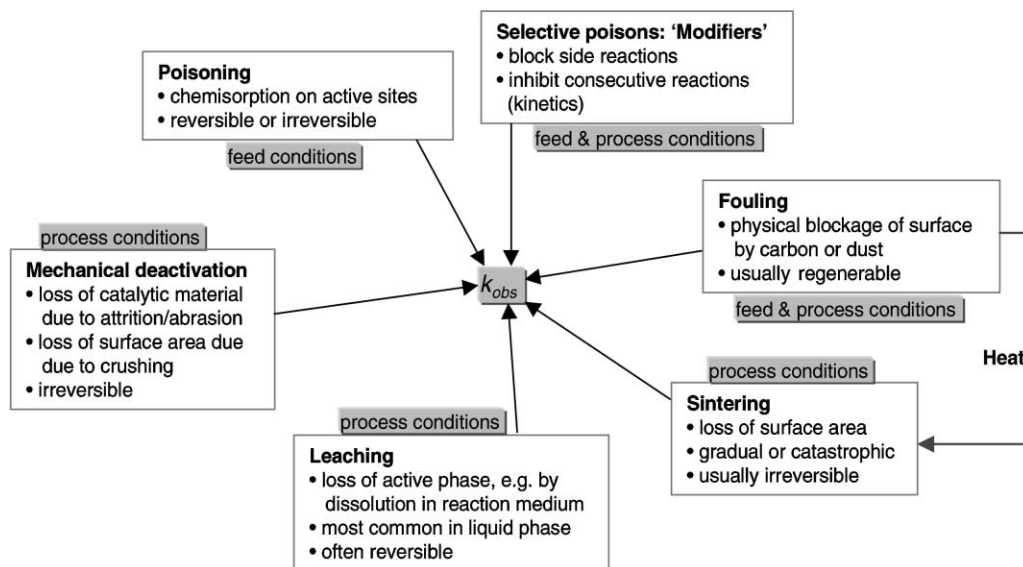 Selective poisons: ‘Modifiers’
• block side reactions
• inhibit consecutive reactions
(kinetics)
feed & process conditions
Poisoning
• chemisorption on active sites
• reversible or irreversible
feed conditions
Fouling
• physical blockage of surface
by carbon or dust
• usually regenerable
feed & process conditions
process conditions
Mechanical deactivation
• loss of catalytic material
due to attrition/abrasion
• loss of surface area due
due to crushing
• irreversible
kobs
Heat
process conditions
Sintering
• loss of surface area
• gradual or catastrophic
• usually irreversible
process conditions
Leaching
• loss of active phase, e.g. by
dissolution in reaction medium
• most common in liquid phase
• often reversible